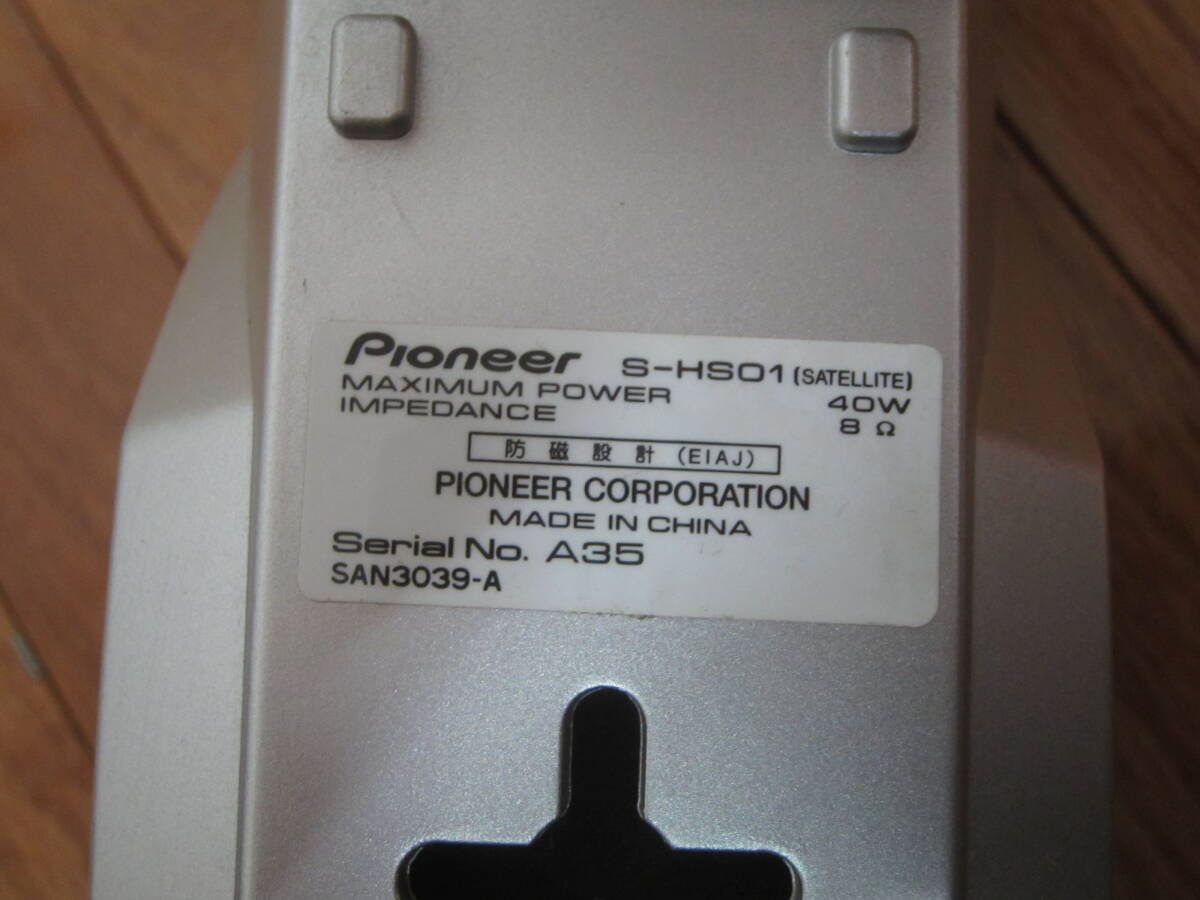 Pioneer S-HS01 (SATELLITE)
MAXIMUM POWER 40W
IMPEDANCE 8 Ω
防磁設計 (EIAJ)
PIONEER CORPORATION
MADE IN CHINA
Serial No. A35
SAN3039-A